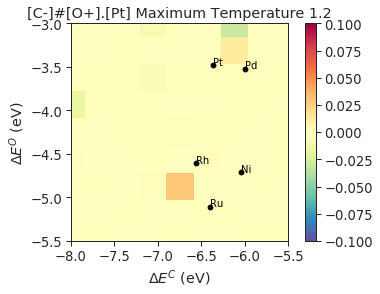 [C-]#[O+].[Pt] Maximum Temperature 1.2
−3.0
−3.5
−4.0
−4.5
−5.0
−5.5
ΔE^O (eV)
Pt
Pd
Rh
Ni
Ru
−8.0 −7.5 −7.0 −6.5 −6.0 −5.5
ΔE^C (eV)
0.100
0.075
0.050
0.025
0.000
−0.025
−0.050
−0.075
−0.100